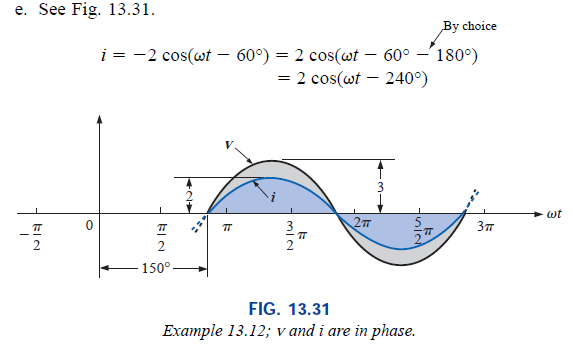 e. See Fig. 13.31.
By choice
i = −2 cos(ωt − 60°) = 2 cos(ωt − 60° − 180°)
= 2 cos(ωt − 240°)
v
i
2
3
−π/2
0
π/2
π
3/2 π
2π
5/2 π
3π
ωt
150°
FIG. 13.31
Example 13.12; v and i are in phase.